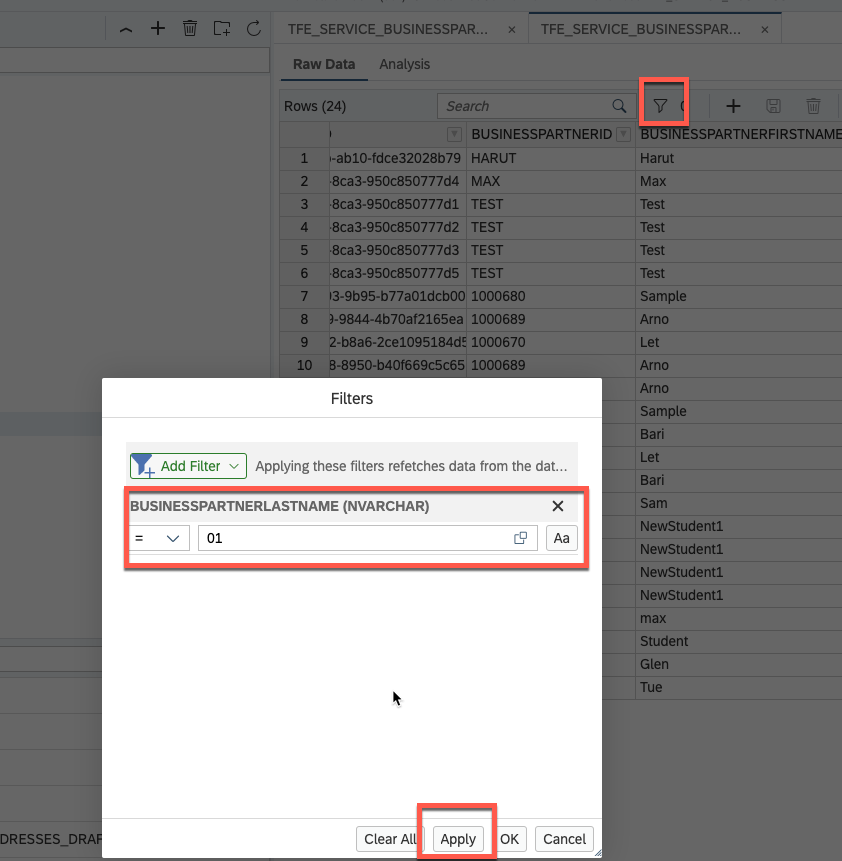 TFE_SERVICE_BUSINESSPAR... × TFE_SERVICE_BUSINESSPAR... ×
Raw Data Analysis
Rows (24) Search
BUSINESSPARTNERID BUSINESSPARTNERFIRSTNAME
1 -ab10-fdce32028b79 HARUT Harut
2 -8ca3-950c850777d4 MAX Max
3 -8ca3-950c850777d1 TEST Test
4 -8ca3-950c850777d2 TEST Test
5 -8ca3-950c850777d3 TEST Test
6 -8ca3-950c850777d5 TEST Test
7 93-9b95-b77a01dcb00 1000680 Sample
8 9-9844-4b70af2165ea 1000689 Arno
9 2-b8a6-2ce1095184d5 1000670 Let
10 8-8950-b40f669c5c65 1000689 Arno
Arno
Sample
Bari
Let
Bari
Sam
NewStudent1
NewStudent1
NewStudent1
NewStudent1
max
Student
Glen
Tue
Filters
Add Filter Applying these filters refetches data from the dat...
BUSINESSPARTNERLASTNAME (NVARCHAR)
= 01 Aa
DRESSES_DRAF
Clear All Apply OK Cancel